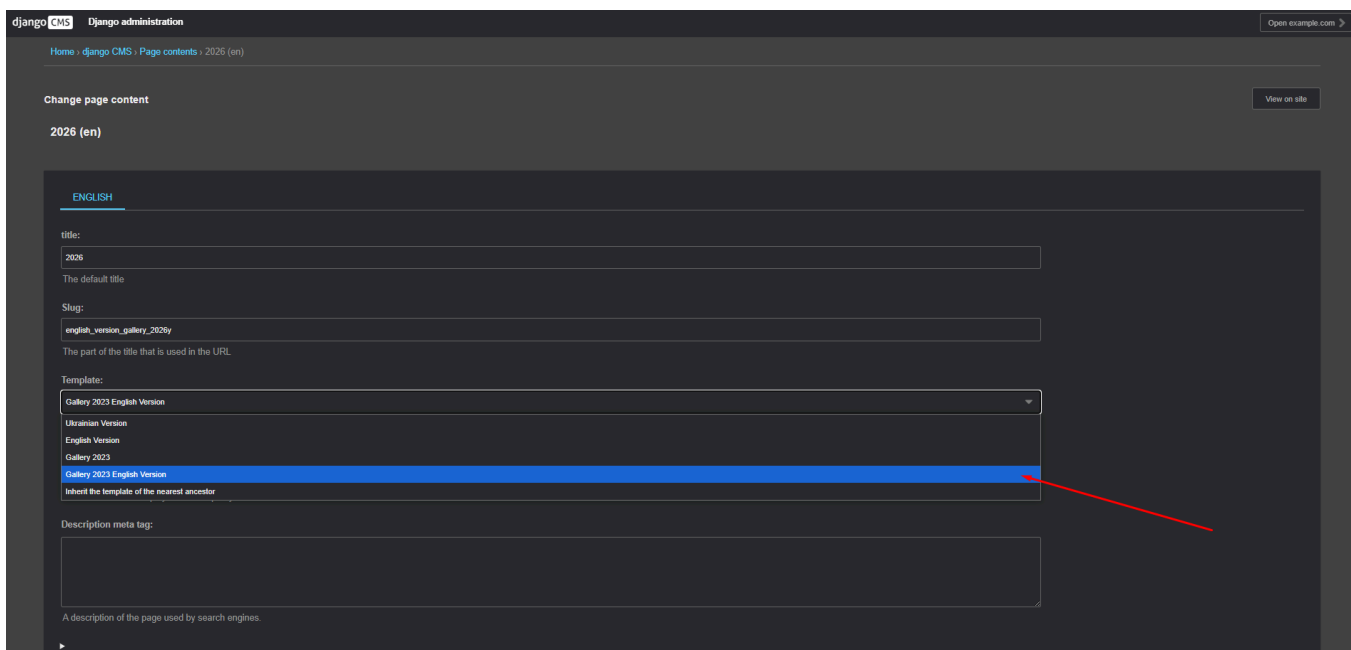 django CMS Django administration Open example.com
Home › django CMS › Page contents › 2026 (en)
Change page content View on site
2026 (en)
ENGLISH
title:
2026
The default title
Slug:
english_version_gallery_2026y
The part of the title that is used in the URL
Template:
Gallery 2023 English Version
Ukrainian Version
English Version
Gallery 2023
Gallery 2023 English Version
Inherit the template of the nearest ancestor
Description meta tag:
A description of the page used by search engines.